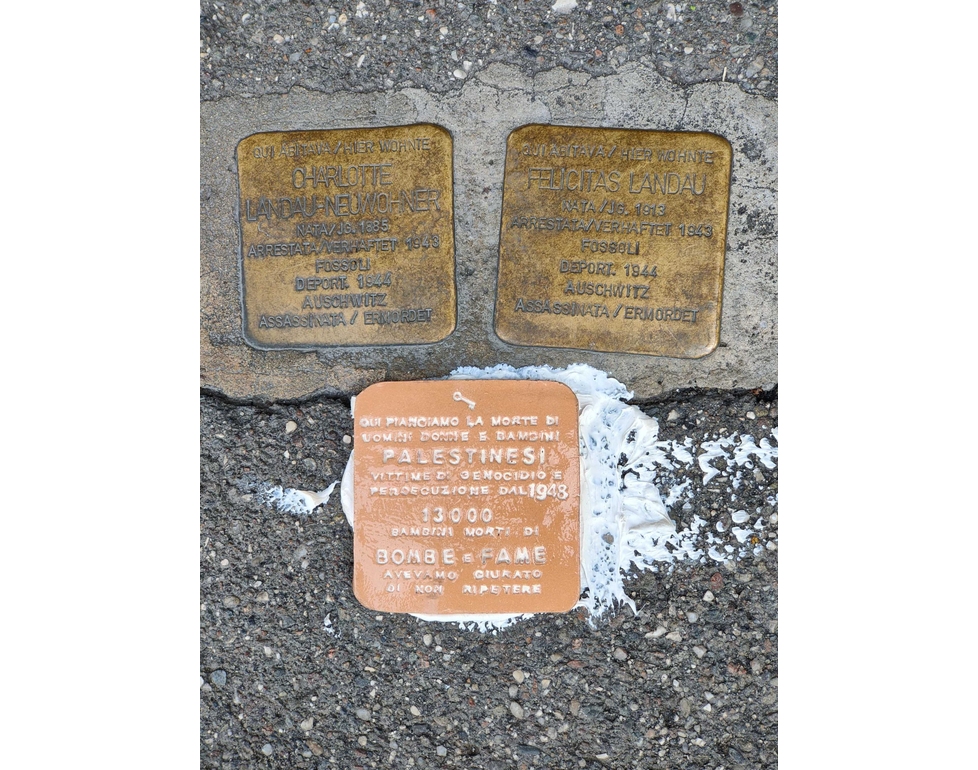 QUI ABITAVA/HIER WOHNTE
CHARLOTTE
LANDAU-NEUWOHNER
NATA/JG. 1885
ARRESTATA/VERHAFTET 1943
FOSSOLI
DEPORT. 1944
AUSCHWITZ
ASSASSINATA / ERMORDET
QUI ABITAVA/HIER WOHNTE
FELICITAS LANDAU
NATA/JG. 1913
ARRESTATA/VERHAFTET 1943
FOSSOLI
DEPORT. 1944
AUSCHWITZ
ASSASSINATA/ERMORDET
QUI PIANGIAMO LA MORTE DI
UOMINI DONNE E BAMBINI
PALESTINESI
VITTIME DI GENOCIDIO E
PERSECUZIONE DAL 1948
13000
BAMBINI MORTI DI
BOMBE E FAME
AVEVAMO GIURATO
DI NON RIPETERE